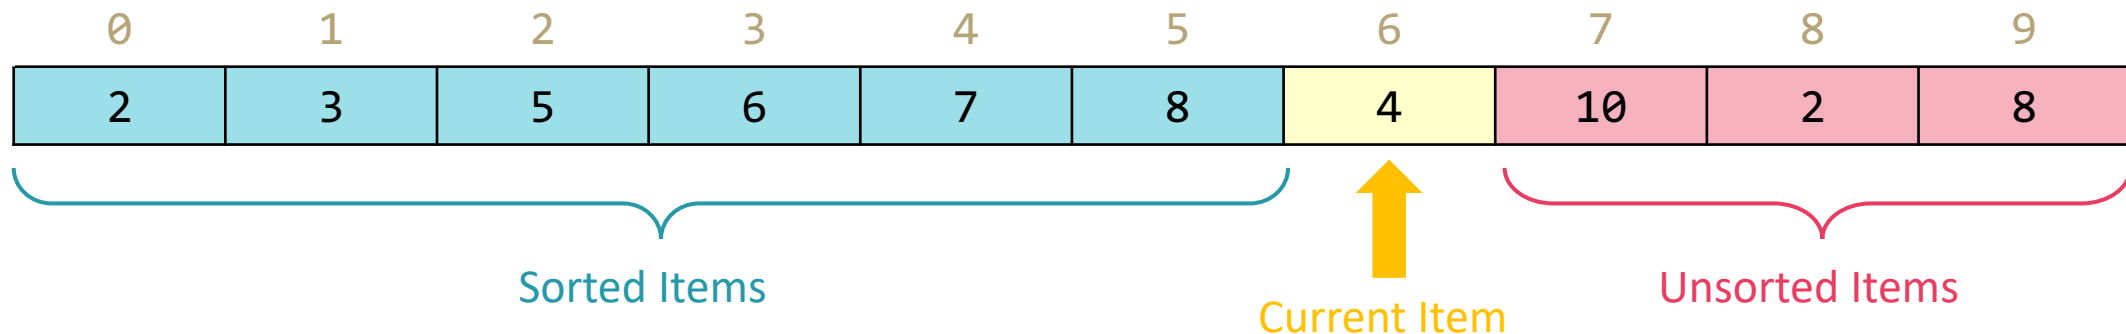 0 1 2 3 4 5 6 7 8 9
2 3 5 6 7 8 4 10 2 8
Sorted Items
Current Item
Unsorted Items